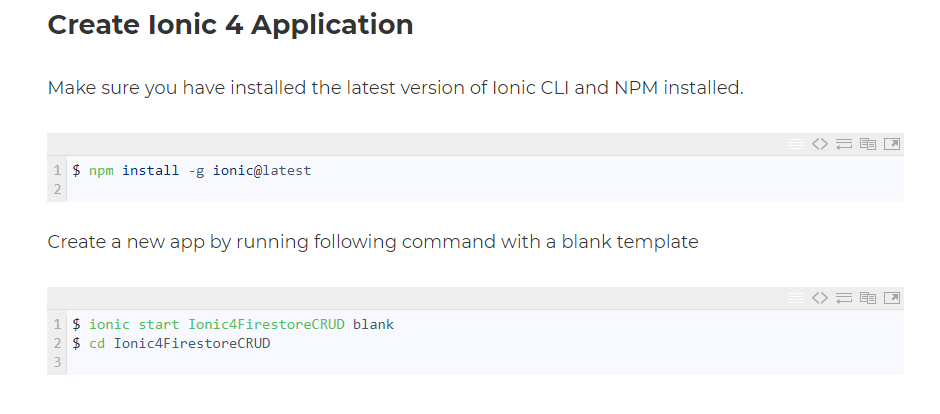 Create Ionic 4 Application
Make sure you have installed the latest version of Ionic CLI and NPM installed.
1 $ npm install -g ionic@latest
2
Create a new app by running following command with a blank template
1 $ ionic start Ionic4FirestoreCRUD blank
2 $ cd Ionic4FirestoreCRUD
3